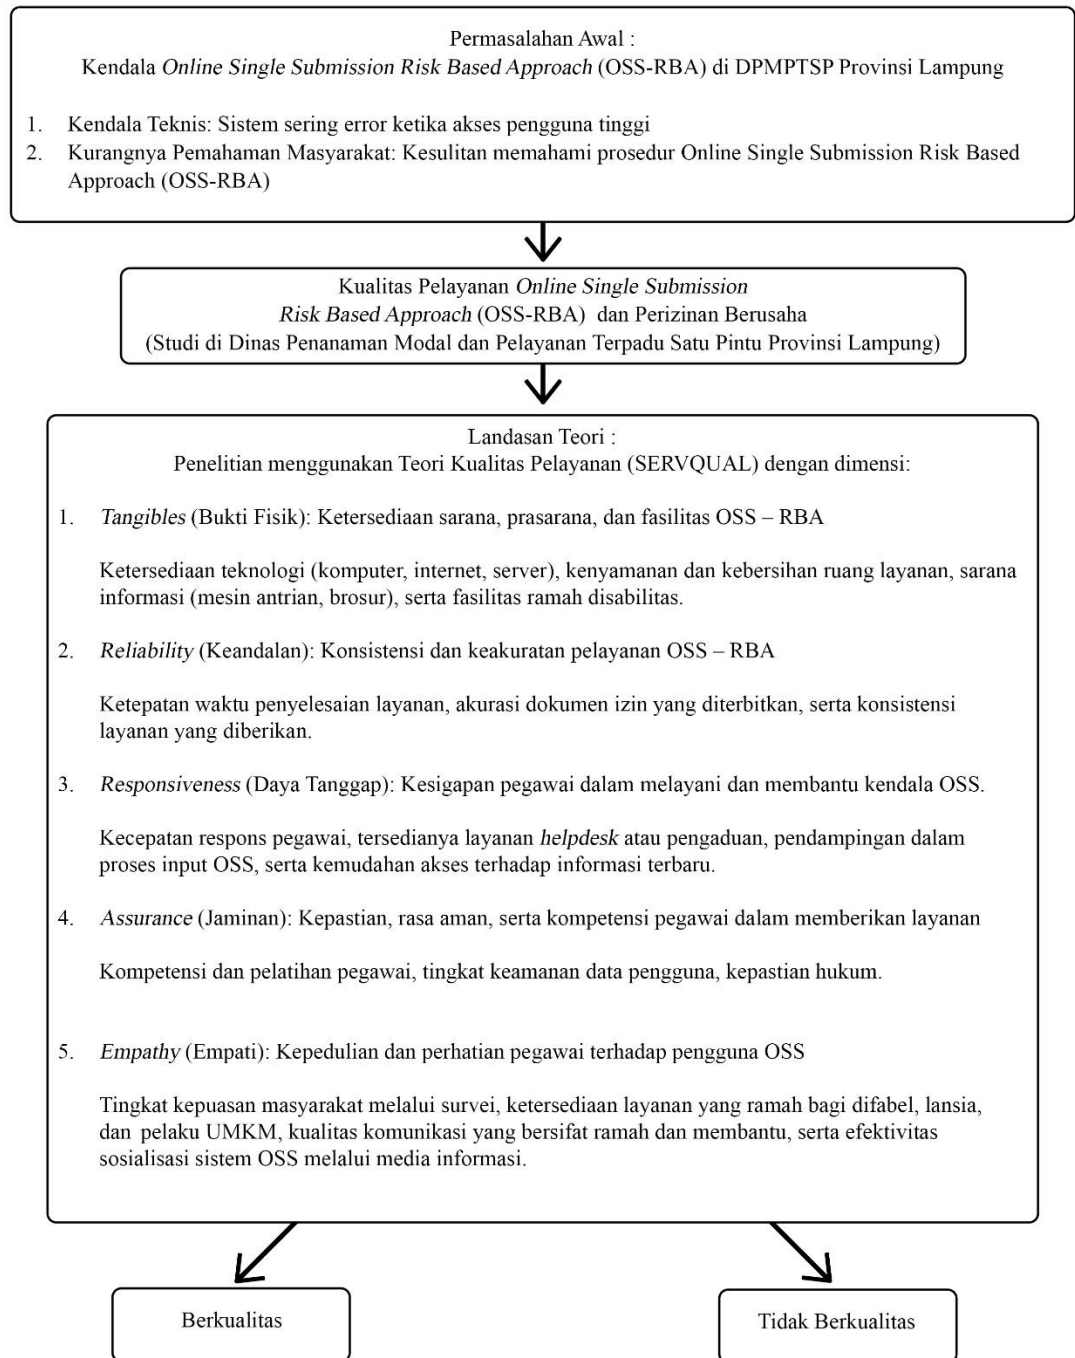 Permasalahan Awal :
Kendala Online Single Submission Risk Based Approach (OSS-RBA) di DPMPTSP Provinsi Lampung
1. Kendala Teknis: Sistem sering error ketika akses pengguna tinggi
2. Kurangnya Pemahaman Masyarakat: Kesulitan memahami prosedur Online Single Submission Risk Based
Approach (OSS-RBA)
Kualitas Pelayanan Online Single Submission
Risk Based Approach (OSS-RBA) dan Perizinan Berusaha
(Studi di Dinas Penanaman Modal dan Pelayanan Terpadu Satu Pintu Provinsi Lampung)
Landasan Teori :
Penelitian menggunakan Teori Kualitas Pelayanan (SERVQUAL) dengan dimensi:
1. Tangibles (Bukti Fisik): Ketersediaan sarana, prasarana, dan fasilitas OSS – RBA
Ketersediaan teknologi (komputer, internet, server), kenyamanan dan kebersihan ruang layanan, sarana
informasi (mesin antrian, brosur), serta fasilitas ramah disabilitas.
2. Reliability (Keandalan): Konsistensi dan keakuratan pelayanan OSS – RBA
Ketepatan waktu penyelesaian layanan, akurasi dokumen izin yang diterbitkan, serta konsistensi
layanan yang diberikan.
3. Responsiveness (Daya Tanggap): Kesigapan pegawai dalam melayani dan membantu kendala OSS.
Kecepatan respons pegawai, tersedianya layanan helpdesk atau pengaduan, pendampingan dalam
proses input OSS, serta kemudahan akses terhadap informasi terbaru.
4. Assurance (Jaminan): Kepastian, rasa aman, serta kompetensi pegawai dalam memberikan layanan
Kompetensi dan pelatihan pegawai, tingkat keamanan data pengguna, kepastian hukum.
5. Empathy (Empati): Kepedulian dan perhatian pegawai terhadap pengguna OSS
Tingkat kepuasan masyarakat melalui survei, ketersediaan layanan yang ramah bagi difabel, lansia,
dan pelaku UMKM, kualitas komunikasi yang bersifat ramah dan membantu, serta efektivitas
sosialisasi sistem OSS melalui media informasi.
Berkualitas
Tidak Berkualitas